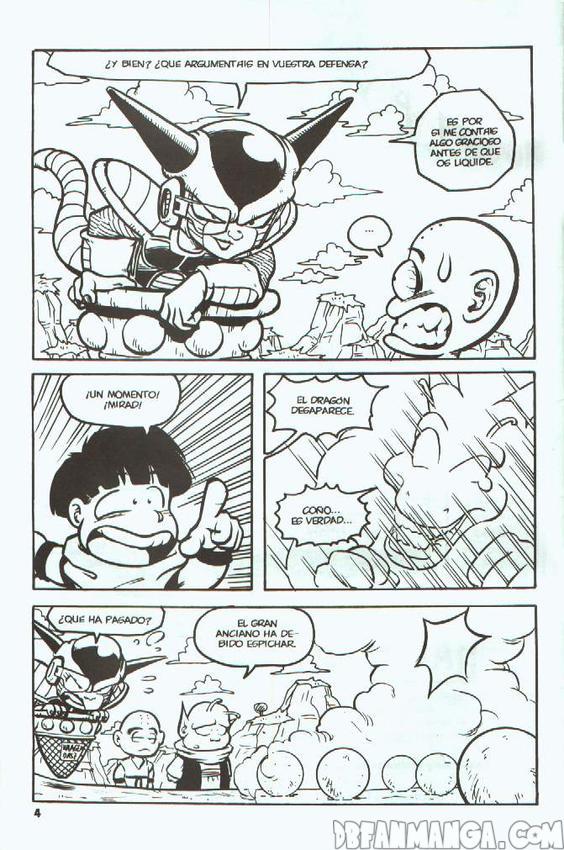 ¿Y BIEN? ¿QUE ARGUMENTAIS EN VUESTRA DEFENSA?
ES POR
SI ME CONTAIS
ALGO GRACIOSO
ANTES DE QUE
OS LIQUIDE.
...
¡UN MOMENTO!
¡MIRAD!
EL DRAGÓN
DESAPARECE.
COÑO...
ES VERDAD...
¿QUE HA PASADO?
EL GRAN
ANCIANO HA DE-
BIDO ESPICHAR.
4
DBFANMANGA.COM